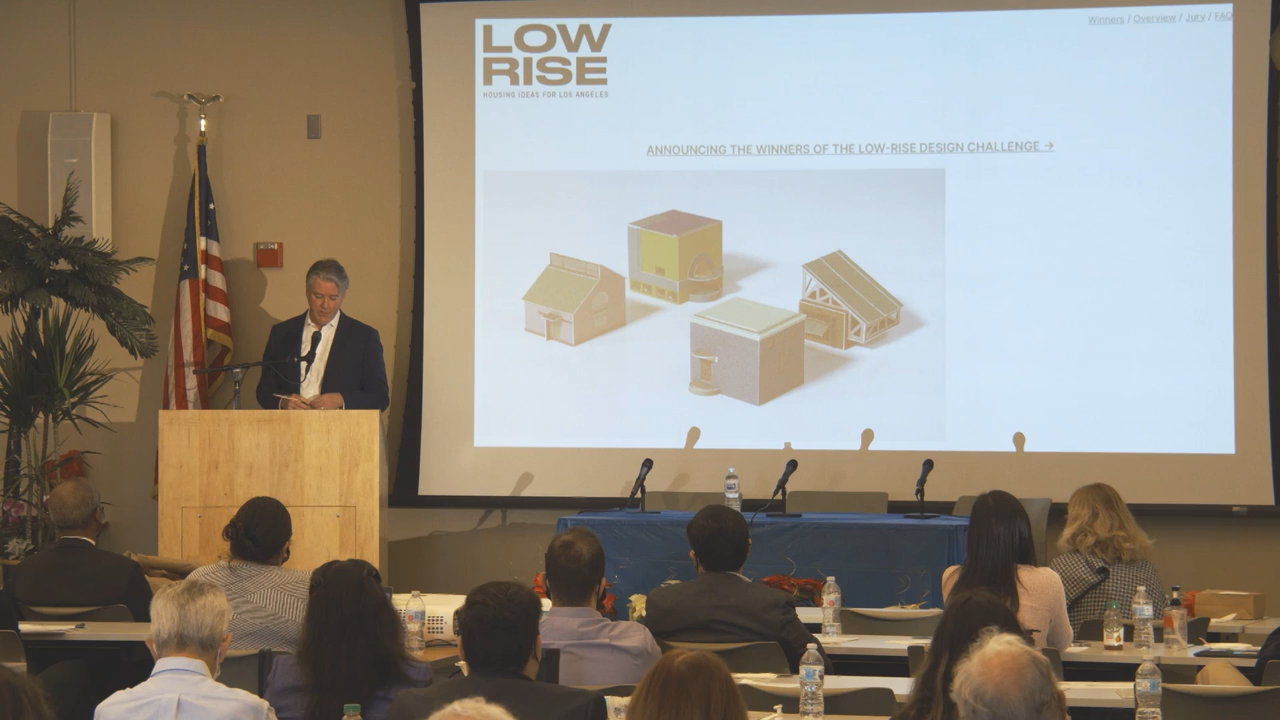 LOW
RISE
HOUSING IDEAS FOR LOS ANGELES
Winners / Overview / Jury / FAQ
ANNOUNCING THE WINNERS OF THE LOW-RISE DESIGN CHALLENGE →